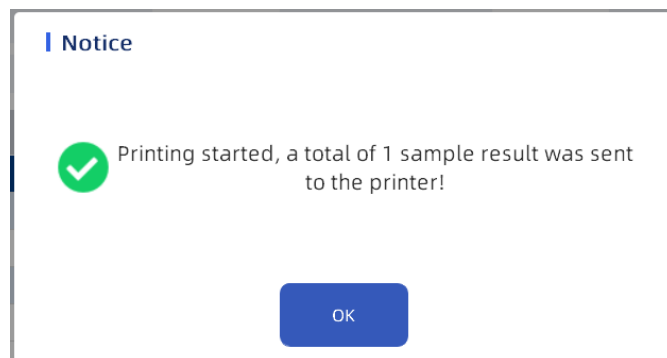 Notice
Printing started, a total of 1 sample result was sent
to the printer!
OK